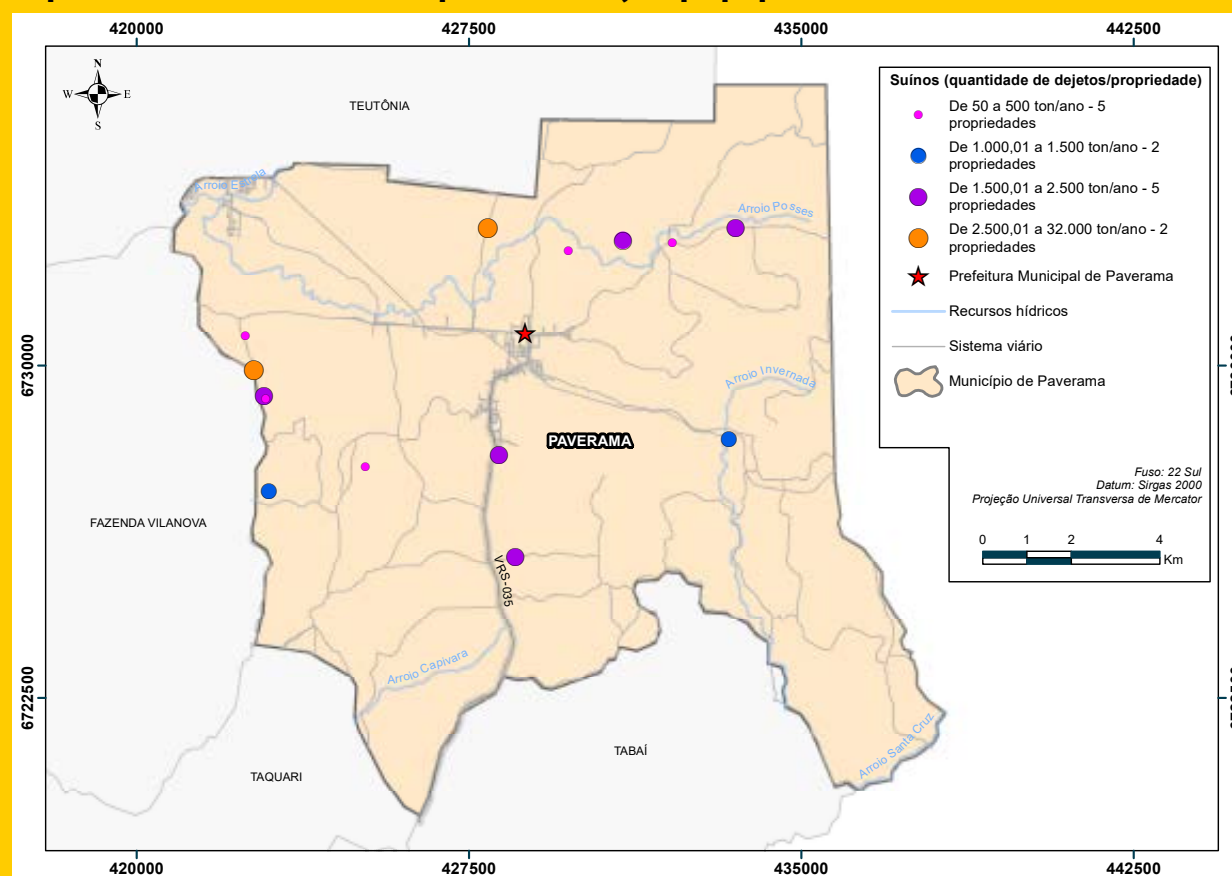 420000
427500
435000
442500
N
W
E
S
TEUTÔNIA
Suínos (quantidade de dejetos/propriedade)
De 50 a 500 ton/ano - 5
propriedades
De 1.000,01 a 1.500 ton/ano - 2
propriedades
De 1.500,01 a 2.500 ton/ano - 5
propriedades
De 2.500,01 a 32.000 ton/ano - 2
propriedades
Prefeitura Municipal de Paverama
Recursos hídricos
Sistema viário
Município de Paverama
Fuso: 22 Sul
Datum: Sirgas 2000
Projeção Universal Transversa de Mercator
0
1
2
4
Km
Arroio Estrela
Arroio Posses
6730000
Arroio Invernada
PAVERAMA
FAZENDA VILANOVA
VRS-035
Arroio Capivara
6722500
Arroio Santa Cruz
TABAÍ
TAQUARI
420000
427500
435000
442500